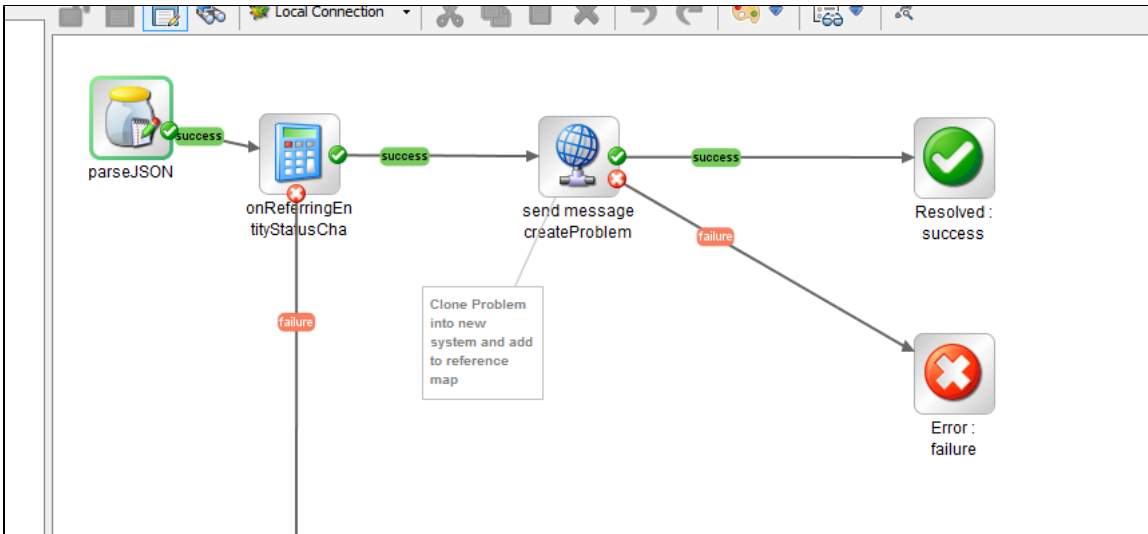 Local Connection
success
parseJSON
success
success
onReferringEn
tityStatusCha
send message
createProblem
Resolved :
success
failure
Clone Problem
into new
system and add
to reference
map
failure
Error :
failure